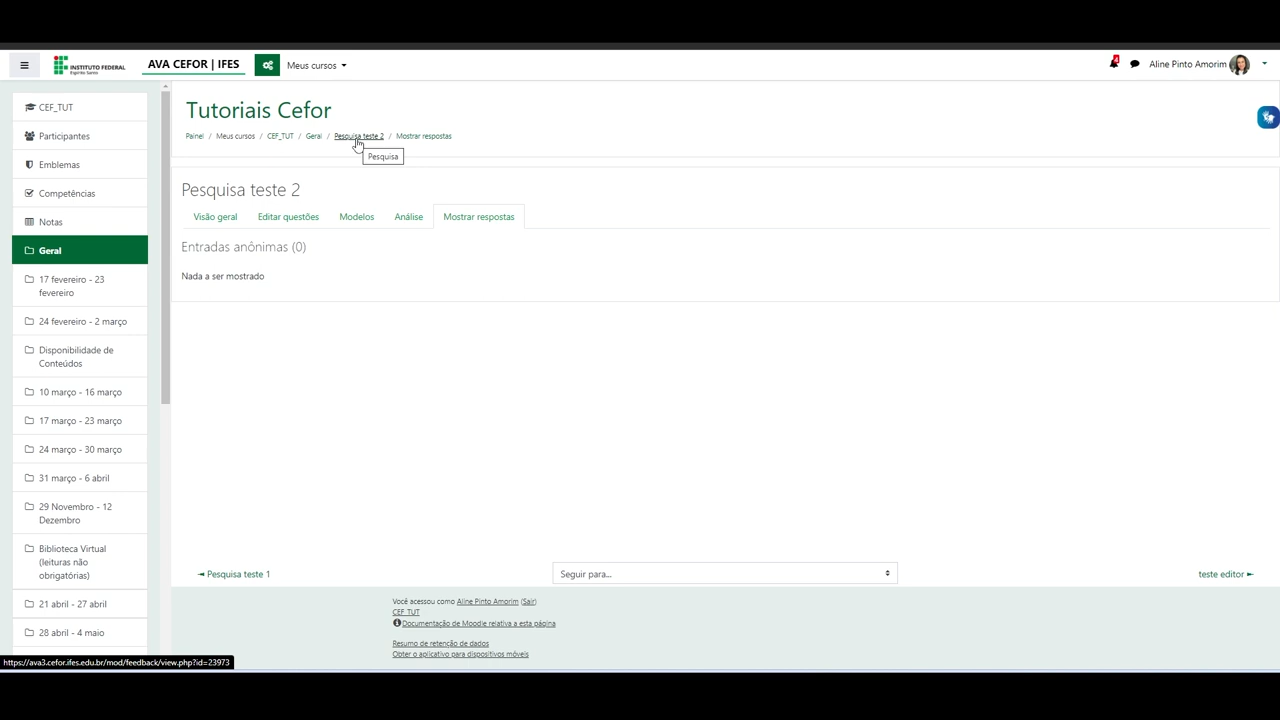 INSTITUTO FEDERAL
Espírito Santo
AVA CEFOR | IFES
Meus cursos
4
Aline Pinto Amorim
CEF_TUT
Participantes
Emblemas
Competências
Notas
Geral
17 fevereiro - 23
fevereiro
24 fevereiro - 2 março
Disponibilidade de
Conteúdos
10 março - 16 março
17 março - 23 março
24 março - 30 março
31 março - 6 abril
29 Novembro - 12
Dezembro
Biblioteca Virtual
(leituras não
obrigatórias)
21 abril - 27 abril
28 abril - 4 maio
Tutoriais Cefor
Painel / Meus cursos / CEF_TUT / Geral / Pesquisa teste 2 / Mostrar respostas
Pesquisa
Pesquisa teste 2
Visão geral Editar questões Modelos Análise Mostrar respostas
Entradas anônimas (0)
Nada a ser mostrado
◄ Pesquisa teste 1
Seguir para...
teste editor ►
Você acessou como Aline Pinto Amorim (Sair)
CEF_TUT
Documentação de Moodle relativa a esta página
Resumo de retenção de dados
Obter o aplicativo para dispositivos móveis
https://ava3.cefor.ifes.edu.br/mod/feedback/view.php?id=23973